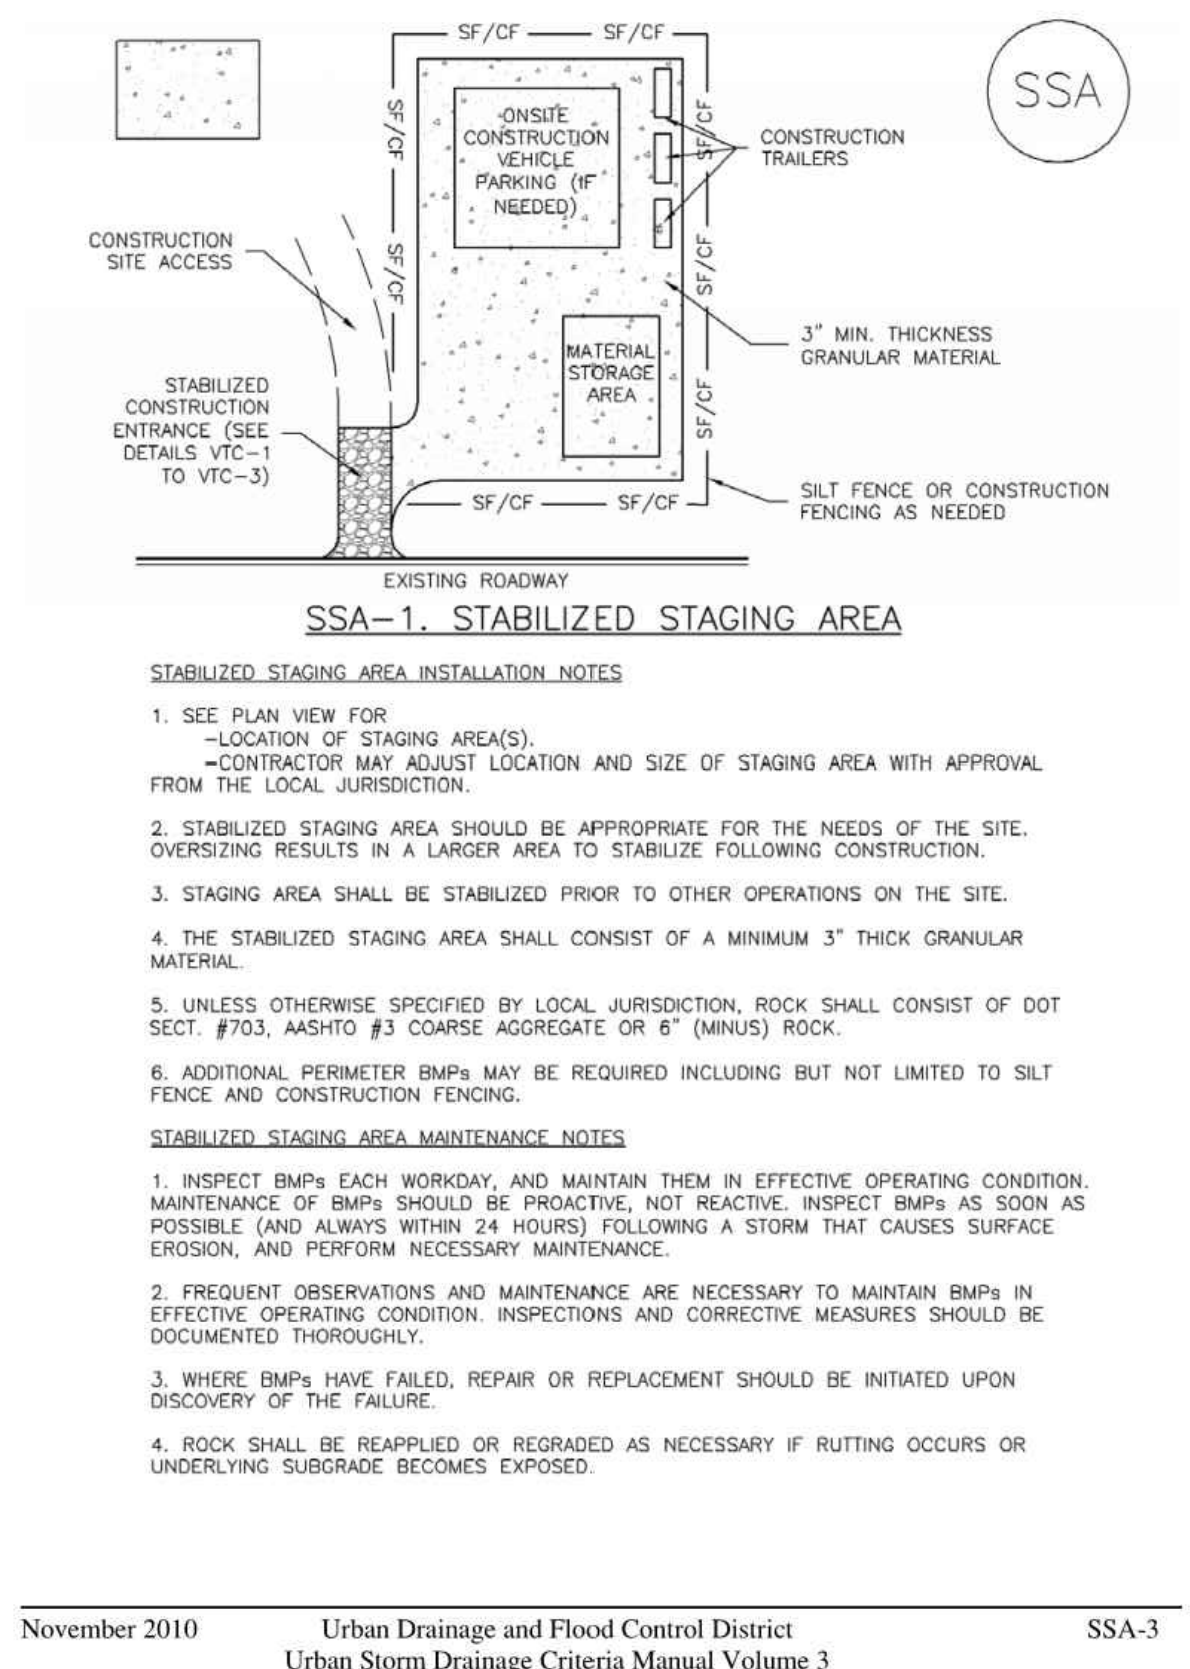 SF/CF SF/CF
SSA
SF/CF
SF/CF
ONSITE
CONSTRUCTION
VEHICLE
PARKING (IF
NEEDED)
CONSTRUCTION
TRAILERS
CONSTRUCTION
SITE ACCESS
SF/CF
SF/CF
3" MIN. THICKNESS
GRANULAR MATERIAL
MATERIAL
STORAGE
AREA
STABILIZED
CONSTRUCTION
ENTRANCE (SEE
DETAILS VTC-1
TO VTC-3)
SF/CF
SF/CF SF/CF
SILT FENCE OR CONSTRUCTION
FENCING AS NEEDED
EXISTING ROADWAY
SSA-1. STABILIZED STAGING AREA
STABILIZED STAGING AREA INSTALLATION NOTES
1. SEE PLAN VIEW FOR
-LOCATION OF STAGING AREA(S).
-CONTRACTOR MAY ADJUST LOCATION AND SIZE OF STAGING AREA WITH APPROVAL
FROM THE LOCAL JURISDICTION.
2. STABILIZED STAGING AREA SHOULD BE APPROPRIATE FOR THE NEEDS OF THE SITE.
OVERSIZING RESULTS IN A LARGER AREA TO STABILIZE FOLLOWING CONSTRUCTION.
3. STAGING AREA SHALL BE STABILIZED PRIOR TO OTHER OPERATIONS ON THE SITE.
4. THE STABILIZED STAGING AREA SHALL CONSIST OF A MINIMUM 3" THICK GRANULAR
MATERIAL.
5. UNLESS OTHERWISE SPECIFIED BY LOCAL JURISDICTION, ROCK SHALL CONSIST OF DOT
SECT. #703, AASHTO #3 COARSE AGGREGATE OR 6" (MINUS) ROCK.
6. ADDITIONAL PERIMETER BMPs MAY BE REQUIRED INCLUDING BUT NOT LIMITED TO SILT
FENCE AND CONSTRUCTION FENCING.
STABILIZED STAGING AREA MAINTENANCE NOTES
1. INSPECT BMPs EACH WORKDAY, AND MAINTAIN THEM IN EFFECTIVE OPERATING CONDITION.
MAINTENANCE OF BMPs SHOULD BE PROACTIVE, NOT REACTIVE. INSPECT BMPs AS SOON AS
POSSIBLE (AND ALWAYS WITHIN 24 HOURS) FOLLOWING A STORM THAT CAUSES SURFACE
EROSION, AND PERFORM NECESSARY MAINTENANCE.
2. FREQUENT OBSERVATIONS AND MAINTENANCE ARE NECESSARY TO MAINTAIN BMPs IN
EFFECTIVE OPERATING CONDITION. INSPECTIONS AND CORRECTIVE MEASURES SHOULD BE
DOCUMENTED THOROUGHLY.
3. WHERE BMPs HAVE FAILED, REPAIR OR REPLACEMENT SHOULD BE INITIATED UPON
DISCOVERY OF THE FAILURE.
4. ROCK SHALL BE REAPPLIED OR REGRADED AS NECESSARY IF RUTTING OCCURS OR
UNDERLYING SUBGRADE BECOMES EXPOSED.
November 2010 Urban Drainage and Flood Control District SSA-3
Urban Storm Drainage Criteria Manual Volume 3